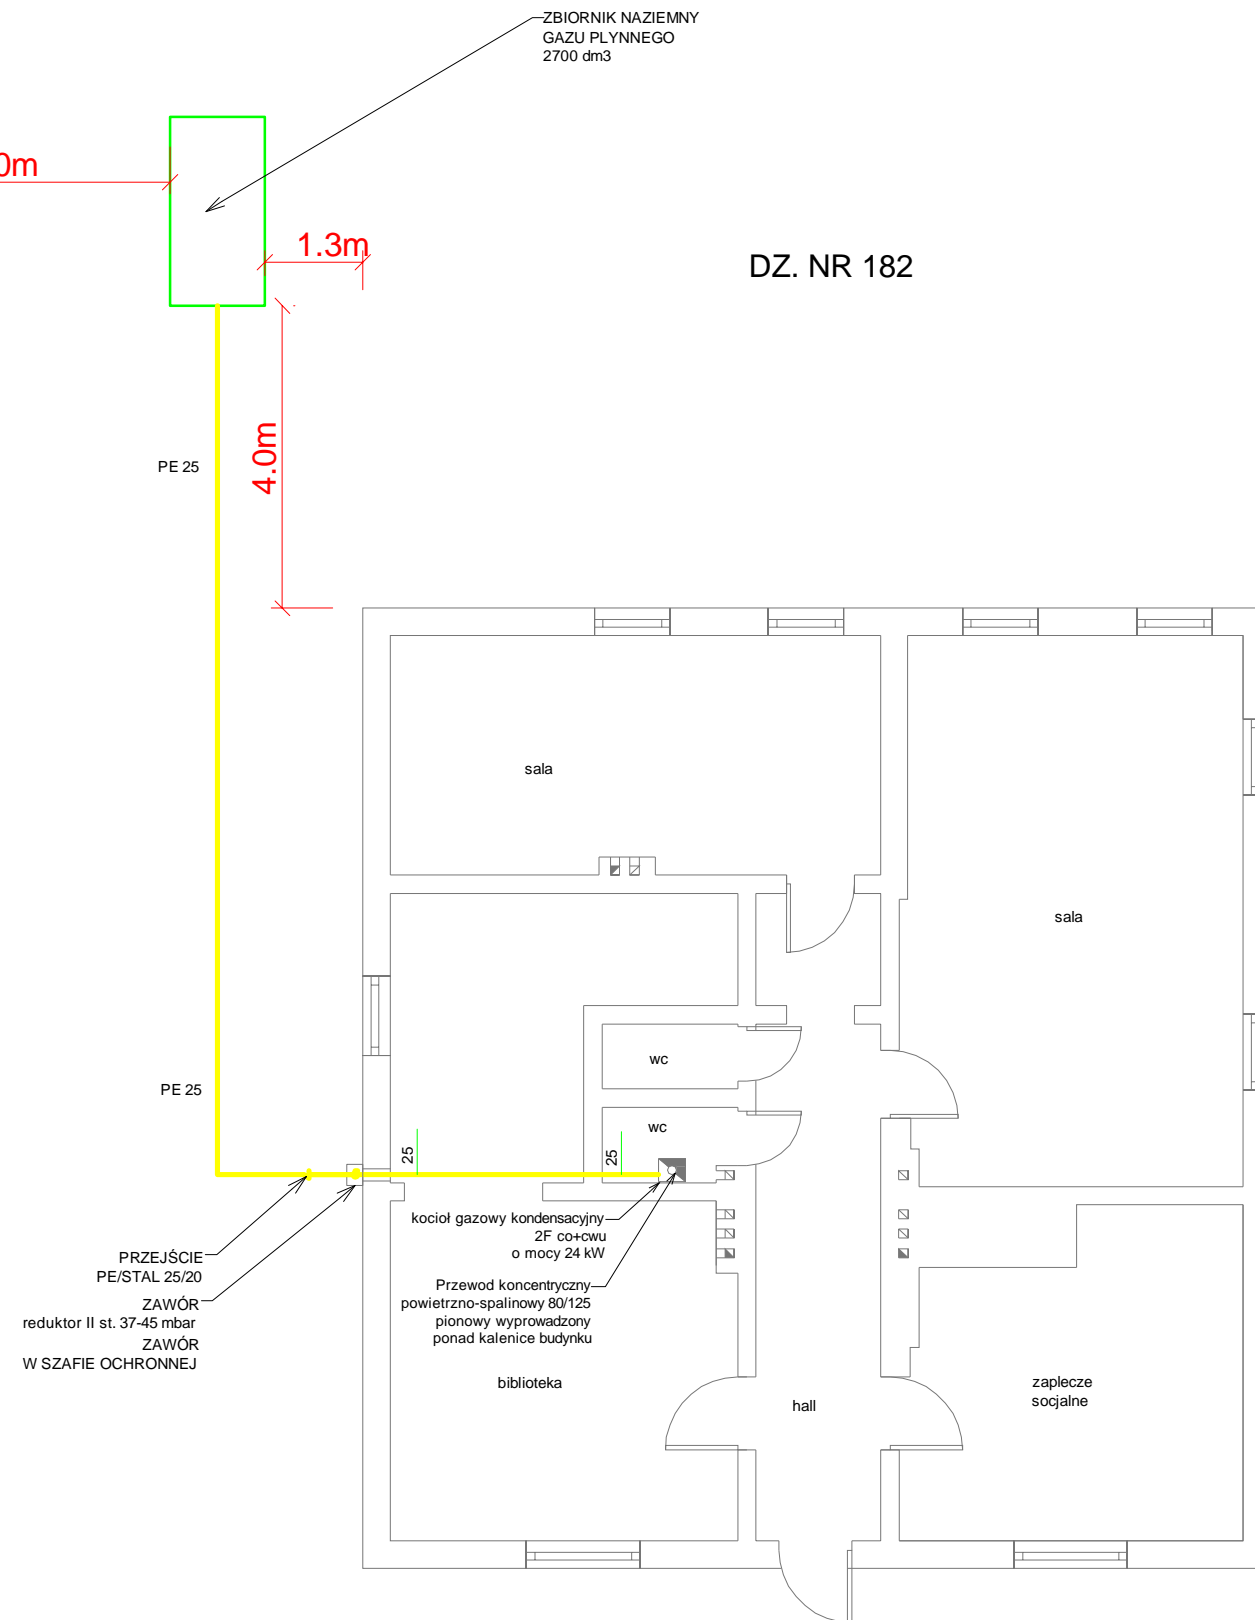 ZBIORNIK NAZIEMNY
GAZU PLYNNEGO
2700 dm3
0m
1.3m
DZ. NR 182
4.0m
PE 25
sala
sala
wc
PE 25
wc
25
25
kocioł gazowy kondensacyjny
2F co+cwu
o mocy 24 kW
PRZEJŚCIE
PE/STAL 25/20
Przewod koncentryczny
powietrzno-spalinowy 80/125
pionowy wyprowadzony
ponad kalenice budynku
ZAWÓR
reduktor II st. 37-45 mbar
ZAWÓR
W SZAFIE OCHRONNEJ
biblioteka
hall
zaplecze
socjalne